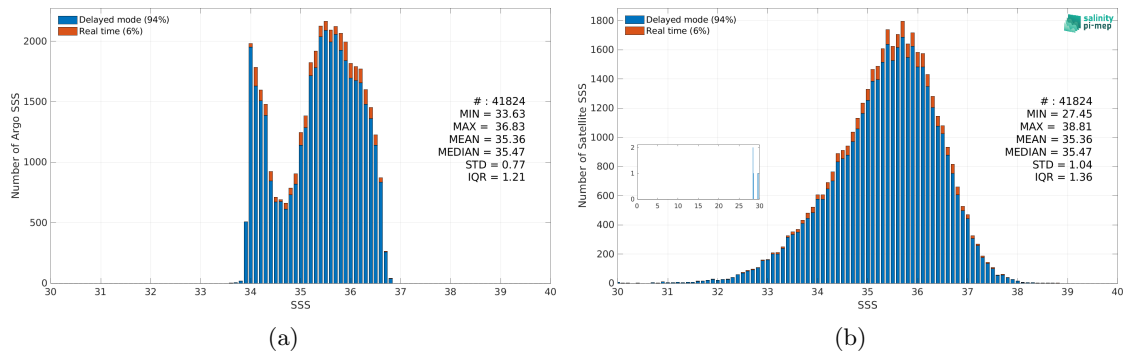 Delayed mode (94%)
Real time (6%)
2000
1500
1000
500
0
Number of Argo SSS
# : 41824
MIN = 33.63
MAX = 36.83
MEAN = 35.36
MEDIAN = 35.47
STD = 0.77
IQR = 1.21
30 31 32 33 34 35 36 37 38 39 40
SSS
(a)
Delayed mode (94%)
Real time (6%)
salinity
pi-mep
1800
1600
1400
1200
1000
800
600
400
200
0
Number of Satellite SSS
# : 41824
MIN = 27.45
MAX = 38.81
MEAN = 35.36
MEDIAN = 35.47
STD = 1.04
IQR = 1.36
2
1
0
0 5 10 15 20 25 30
30 31 32 33 34 35 36 37 38 39 40
SSS
(b)